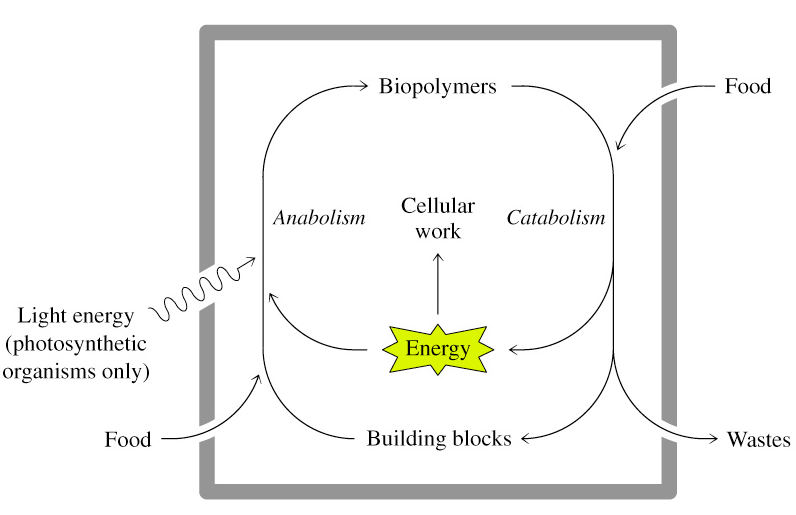 Biopolymers
Food
Anabolism
Cellular
work
Catabolism
Light energy
(photosynthetic
organisms only)
Energy
Food
Building blocks
Wastes